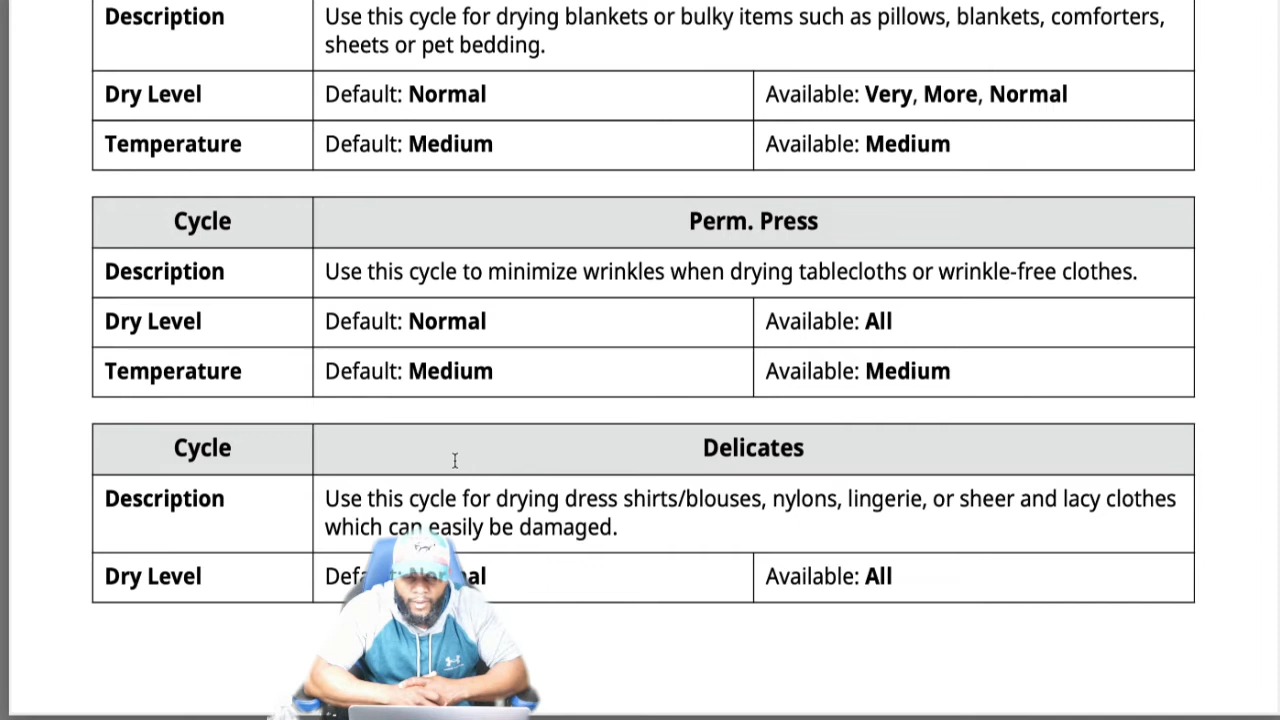 Description Use this cycle for drying blankets or bulky items such as pillows, blankets, comforters,
sheets or pet bedding.
Dry Level Default: Normal Available: Very, More, Normal
Temperature Default: Medium Available: Medium
Cycle Perm. Press
Description Use this cycle to minimize wrinkles when drying tablecloths or wrinkle-free clothes.
Dry Level Default: Normal Available: All
Temperature Default: Medium Available: Medium
Cycle Delicates
Description Use this cycle for drying dress shirts/blouses, nylons, lingerie, or sheer and lacy clothes
which can easily be damaged.
Dry Level Default: Normal Available: All